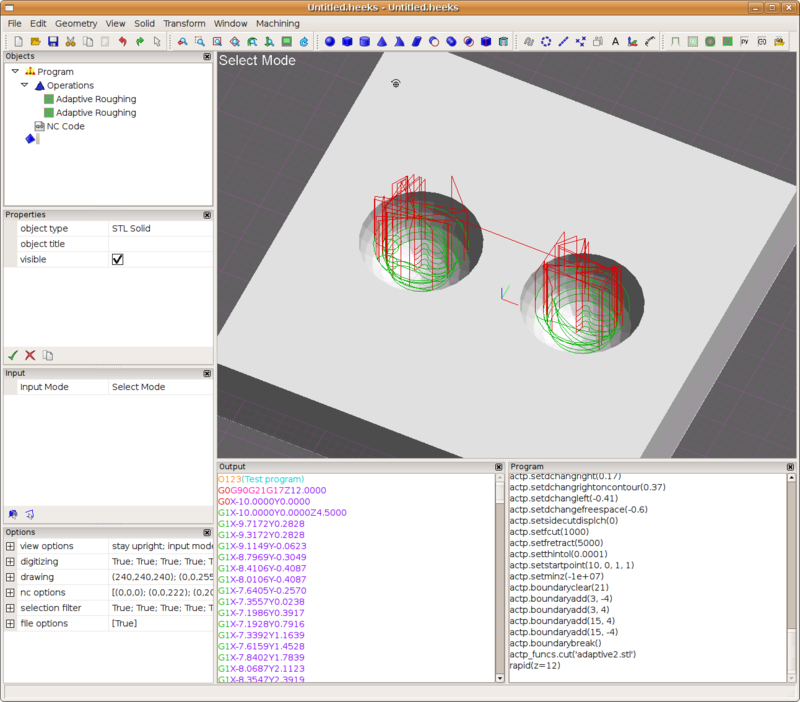 Untitled.heeks - Untitled.heeks
File Edit Geometry View Solid Transform Window Machining
Objects
Program
Operations
Adaptive Roughing
Adaptive Roughing
NC Code
Properties
object type STL Solid
object title
visible
Input
Input Mode Select Mode
Options
view options stay upright; input mode
digitizing True; True; True; True; T
drawing (240,240,240); (0,0,255
nc options [(0,0,0); (0,0,222); (0,20
selection filter True; True; True; True; T
file options [True]
Select Mode
Output
O123(Test program)
G0G90G21G17Z12.0000
G0X-10.0000Y0.0000
G1X-10.0000Y0.0000Z4.5000
G1X-9.7172Y0.2828
G1X-9.3172Y0.2828
G1X-9.1149Y-0.0623
G1X-8.7969Y-0.3049
G1X-8.4106Y-0.4087
G1X-8.0106Y-0.4087
G1X-7.6405Y-0.2570
G1X-7.3557Y0.0238
G1X-7.1986Y0.3917
G1X-7.1928Y0.7916
G1X-7.3392Y1.1639
G1X-7.6159Y1.4528
G1X-7.8402Y1.7839
G1X-8.0687Y2.1123
G1X-8.3547Y2.3919
Program
actp.setdchangright(0.17)
actp.setdchangrightoncontour(0.37)
actp.setdchangleft(-0.41)
actp.setdchangefreespace(-0.6)
actp.setsidecutdisplch(0)
actp.setfcut(1000)
actp.setfretract(5000)
actp.setthintol(0.0001)
actp.setstartpoint(10, 0, 1, 1)
actp.setminz(-1e+07)
actp.boundaryclear(21)
actp.boundaryadd(3, -4)
actp.boundaryadd(3, 4)
actp.boundaryadd(15, 4)
actp.boundaryadd(15, -4)
actp.boundarybreak()
actp_funcs.cut('adaptive2.stl')
rapid(z=12)